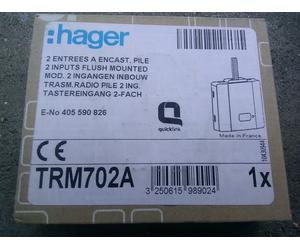 :hager
2 ENTREES A ENCAST. PILE
2 INPUTS FLUSH MOUNTED
MOD. 2 INGANGEN INBOUW
TRASM.RADIO PILE 2 ING.
TASTEREINGANG 2-FACH
E-No 405 590 826
quicklink
Made in France
CE
TRM702A
3 250615 989024
1x